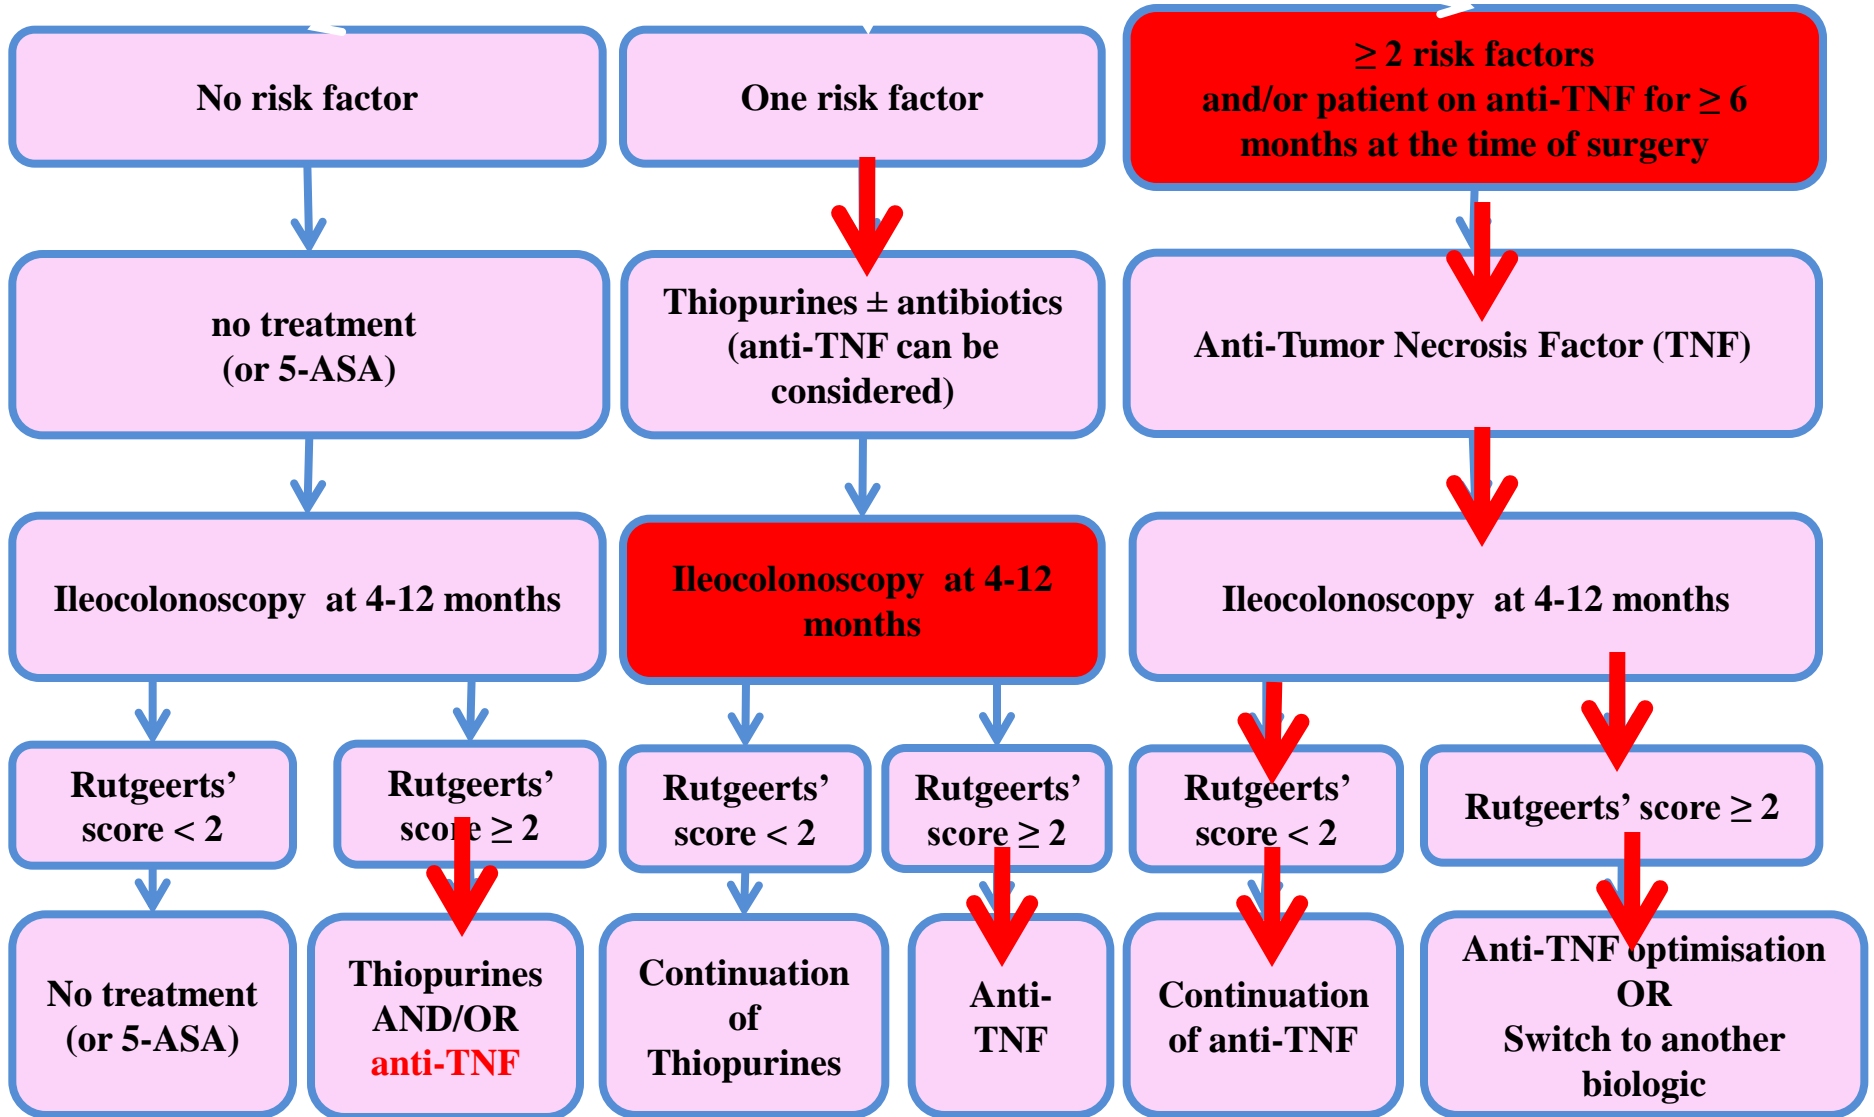 No risk factor
One risk factor
≥ 2 risk factors
and/or patient on anti-TNF for ≥ 6
months at the time of surgery
no treatment
(or 5-ASA)
Thiopurines ± antibiotics
(anti-TNF can be
considered)
Anti-Tumor Necrosis Factor (TNF)
Ileocolonoscopy at 4-12 months
Ileocolonoscopy at 4-12
months
Ileocolonoscopy at 4-12 months
Rutgeerts’
score < 2
Rutgeerts’
score ≥ 2
Rutgeerts’
score < 2
Rutgeerts’
score ≥ 2
Rutgeerts’
score < 2
Rutgeerts’ score ≥ 2
No treatment
(or 5-ASA)
Thiopurines
AND/OR
anti-TNF
Continuation
of
Thiopurines
Anti-
TNF
Continuation
of anti-TNF
Anti-TNF optimisation
OR
Switch to another
biologic